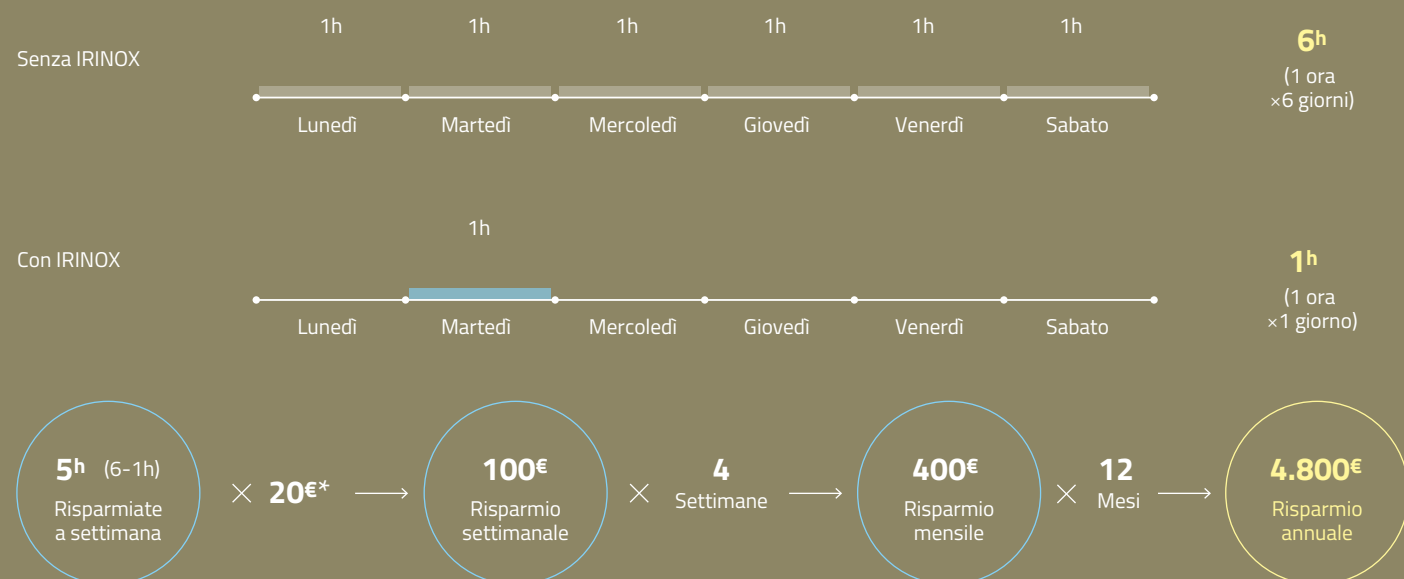 1h 1h 1h 1h 1h 1h
Senza IRINOX
6h
(1 ora
×6 giorni)
Lunedì Martedì Mercoledì Giovedì Venerdì Sabato
1h
Con IRINOX
1h
(1 ora
×1 giorno)
Lunedì Martedì Mercoledì Giovedì Venerdì Sabato
5h (6-1h)
Risparmiate
a settimana
× 20€*
100€
Risparmio
settimanale
× 4
Settimane
400€
Risparmio
mensile
× 12
Mesi
4.800€
Risparmio
annuale